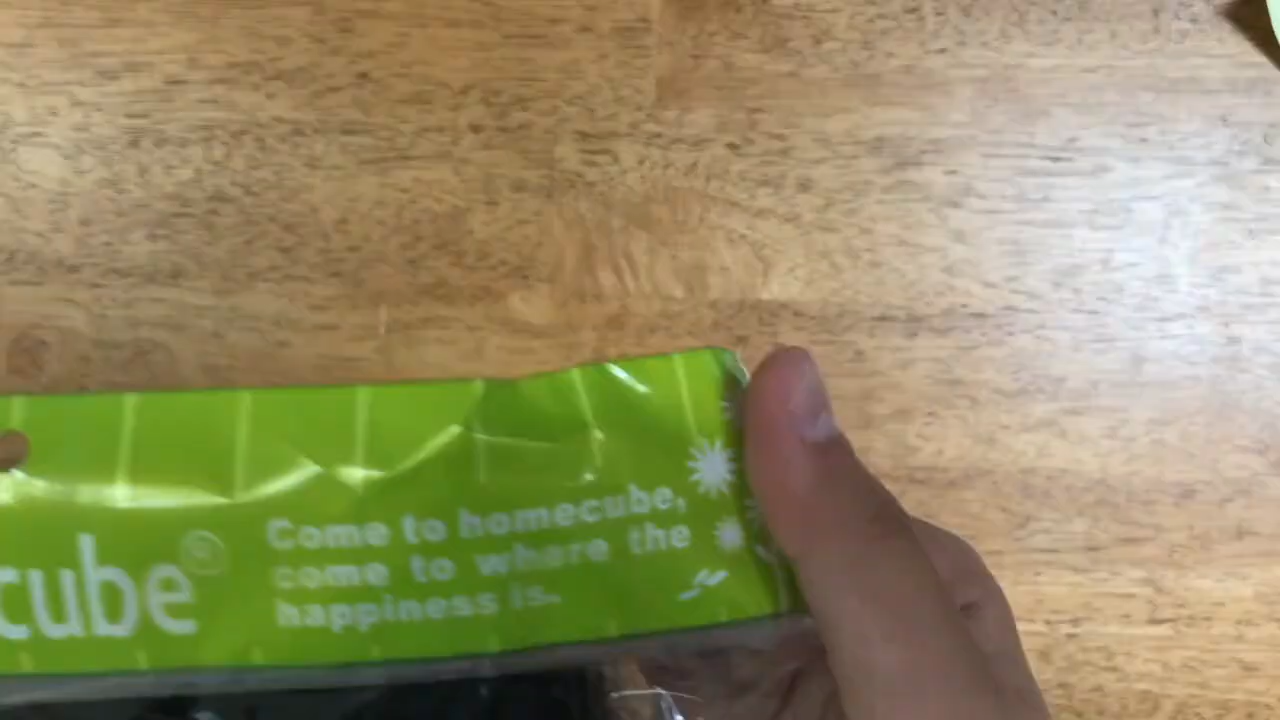 cube
Come to homecube,
come to where the
happiness is.